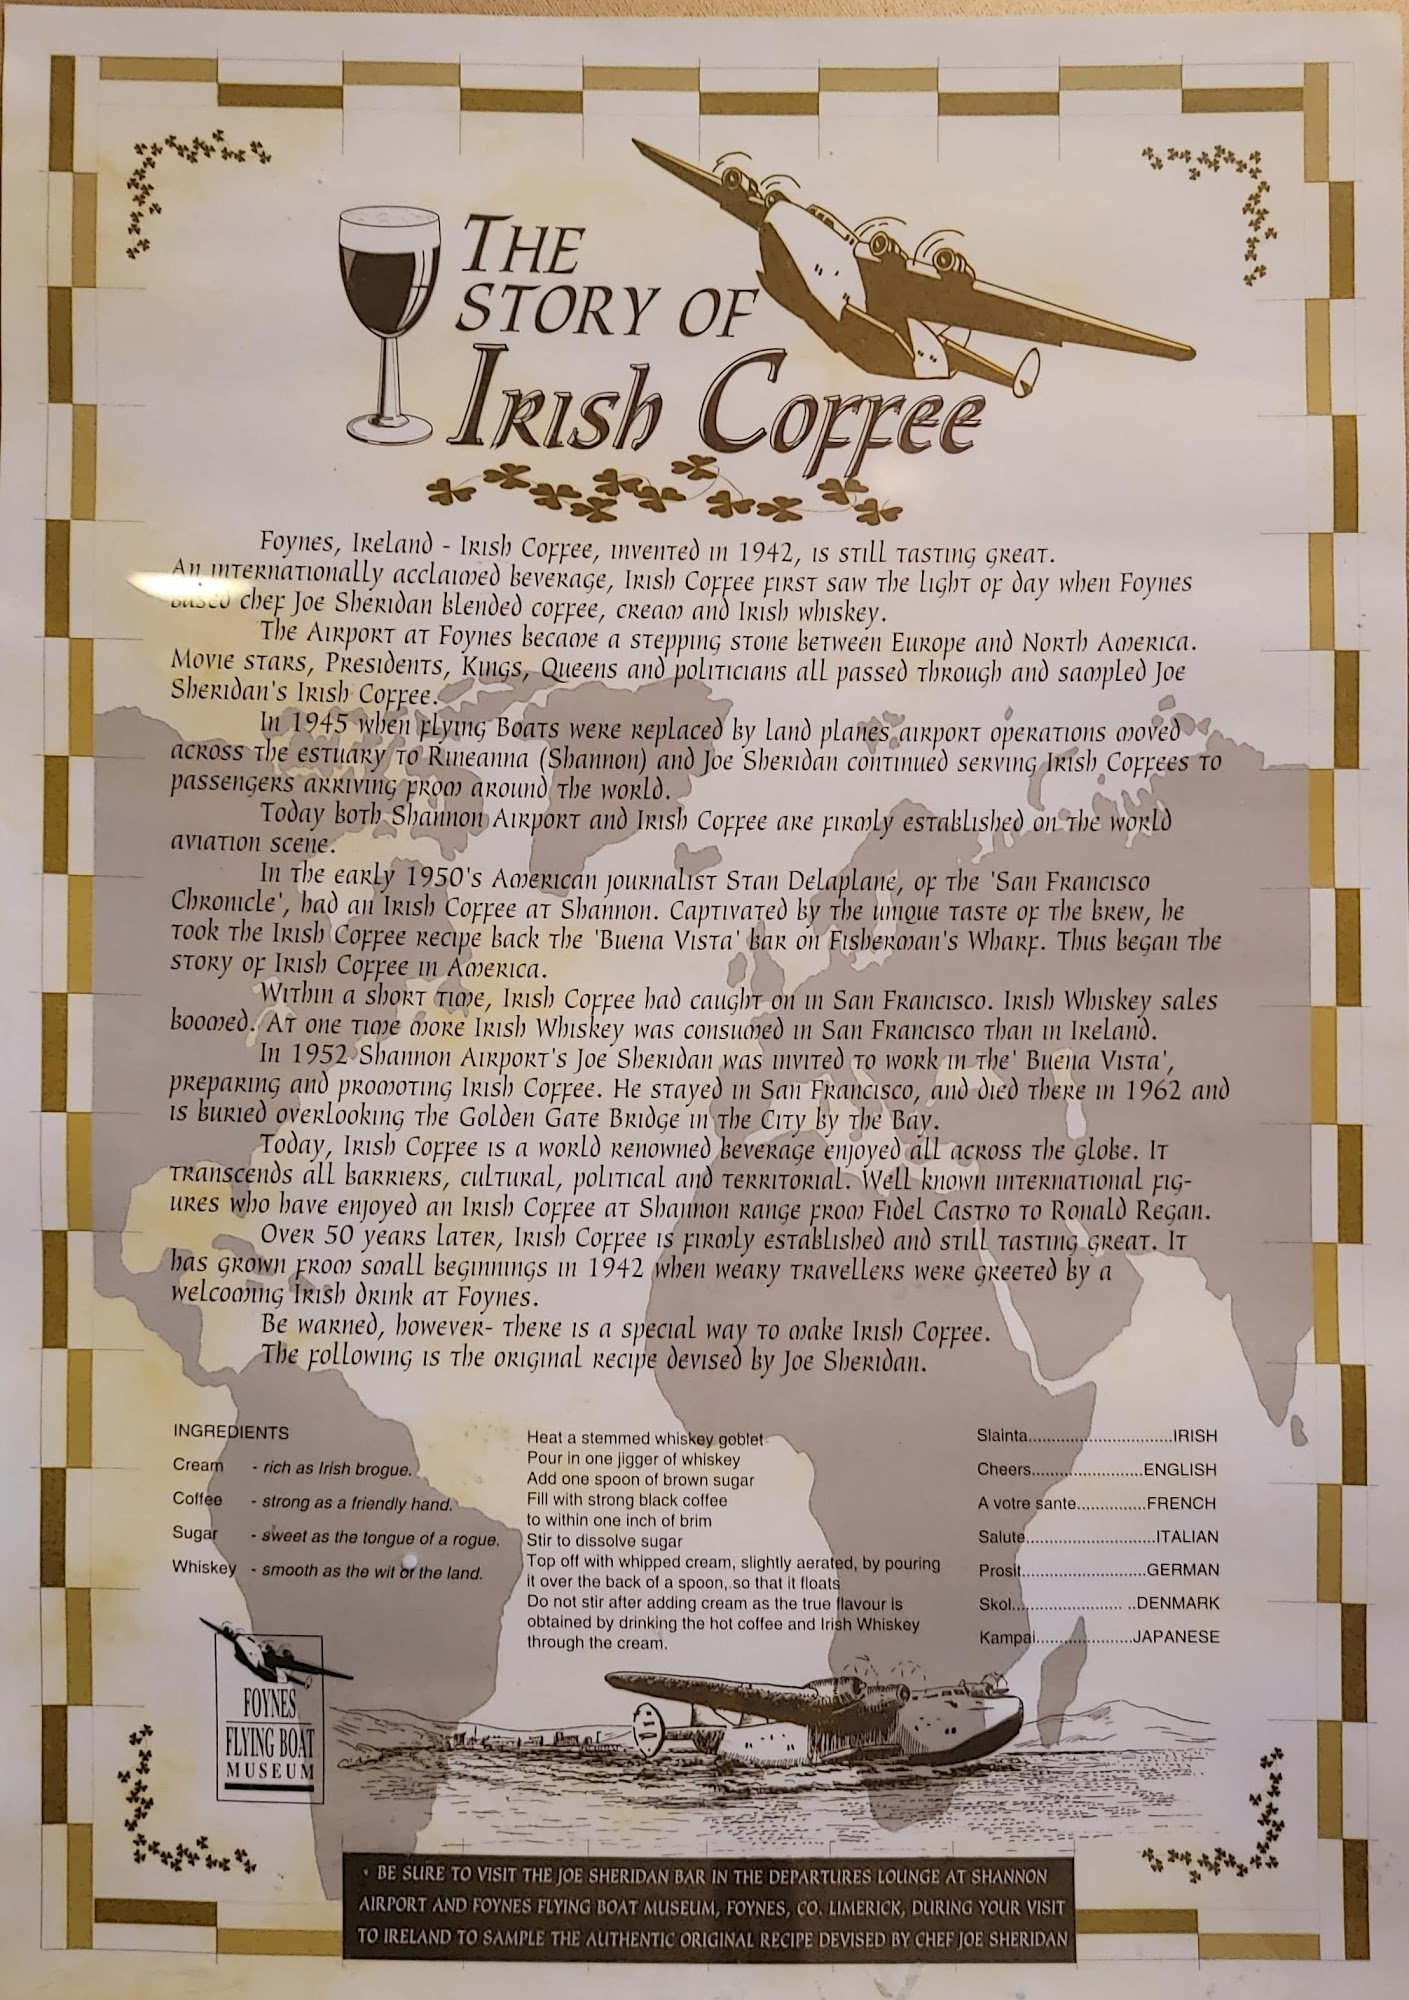 The
Story of
Irish Coffee
Foynes, Ireland - Irish Coffee, invented in 1942, is still tasting great.
An internationally acclaimed beverage, Irish Coffee first saw the light of day when Foynes
based chef Joe Sheridan blended coffee, cream and Irish whiskey.
The Airport at Foynes became a stepping stone between Europe and North America.
Movie stars, Presidents, Kings, Queens and politicians all passed through and sampled Joe
Sheridan's Irish Coffee.
In 1945 when flying Boats were replaced by land planes airport operations moved
across the estuary to Rineanna (Shannon) and Joe Sheridan continued serving Irish Coffees to
passengers arriving from around the world.
Today both Shannon Airport and Irish Coffee are firmly established on the world
aviation scene.
In the early 1950's American journalist Stan Delaplane, of the 'San Francisco
Chronicle', had an Irish Coffee at Shannon. Captivated by the unique taste of the brew, he
took the Irish Coffee recipe back the 'Buena Vista' bar on Fisherman's Wharf. Thus began the
story of Irish Coffee in America.
Within a short time, Irish Coffee had caught on in San Francisco. Irish Whiskey sales
boomed. At one time more Irish Whiskey was consumed in San Francisco than in Ireland.
In 1952 Shannon Airport's Joe Sheridan was invited to work in the' Buena Vista',
preparing and promoting Irish Coffee. He stayed in San Francisco, and died there in 1962 and
is buried overlooking the Golden Gate Bridge in the City by the Bay.
Today, Irish Coffee is a world renowned beverage enjoyed all across the globe. It
transcends all barriers, cultural, political and territorial. Well known international fig-
ures who have enjoyed an Irish Coffee at Shannon range from Fidel Castro to Ronald Regan.
Over 50 years later, Irish Coffee is firmly established and still tasting great. It
has grown from small beginnings in 1942 when weary travellers were greeted by a
welcoming Irish drink at Foynes.
Be warned, however- there is a special way to make Irish Coffee.
The following is the original recipe devised by Joe Sheridan.
INGREDIENTS
Cream - rich as Irish brogue.
Coffee - strong as a friendly hand.
Sugar - sweet as the tongue of a rogue.
Whiskey - smooth as the wit of the land.
Heat a stemmed whiskey goblet
Pour in one jigger of whiskey
Add one spoon of brown sugar
Fill with strong black coffee
to within one inch of brim
Stir to dissolve sugar
Top off with whipped cream, slightly aerated, by pouring
it over the back of a spoon, so that it floats
Do not stir after adding cream as the true flavour is
obtained by drinking the hot coffee and Irish Whiskey
through the cream.
Slainta..............................IRISH
Cheers.......................ENGLISH
A votre sante..............FRENCH
Salute...........................ITALIAN
Prosit..........................GERMAN
Skol....................... ..DENMARK
Kampai.....................JAPANESE
FOYNES
FLYING BOAT
MUSEUM
· BE SURE TO VISIT THE JOE SHERIDAN BAR IN THE DEPARTURES LOUNGE AT SHANNON
AIRPORT AND FOYNES FLYING BOAT MUSEUM, FOYNES, CO. LIMERICK, DURING YOUR VISIT
TO IRELAND TO SAMPLE THE AUTHENTIC ORIGINAL RECIPE DEVISED BY CHEF JOE SHERIDAN